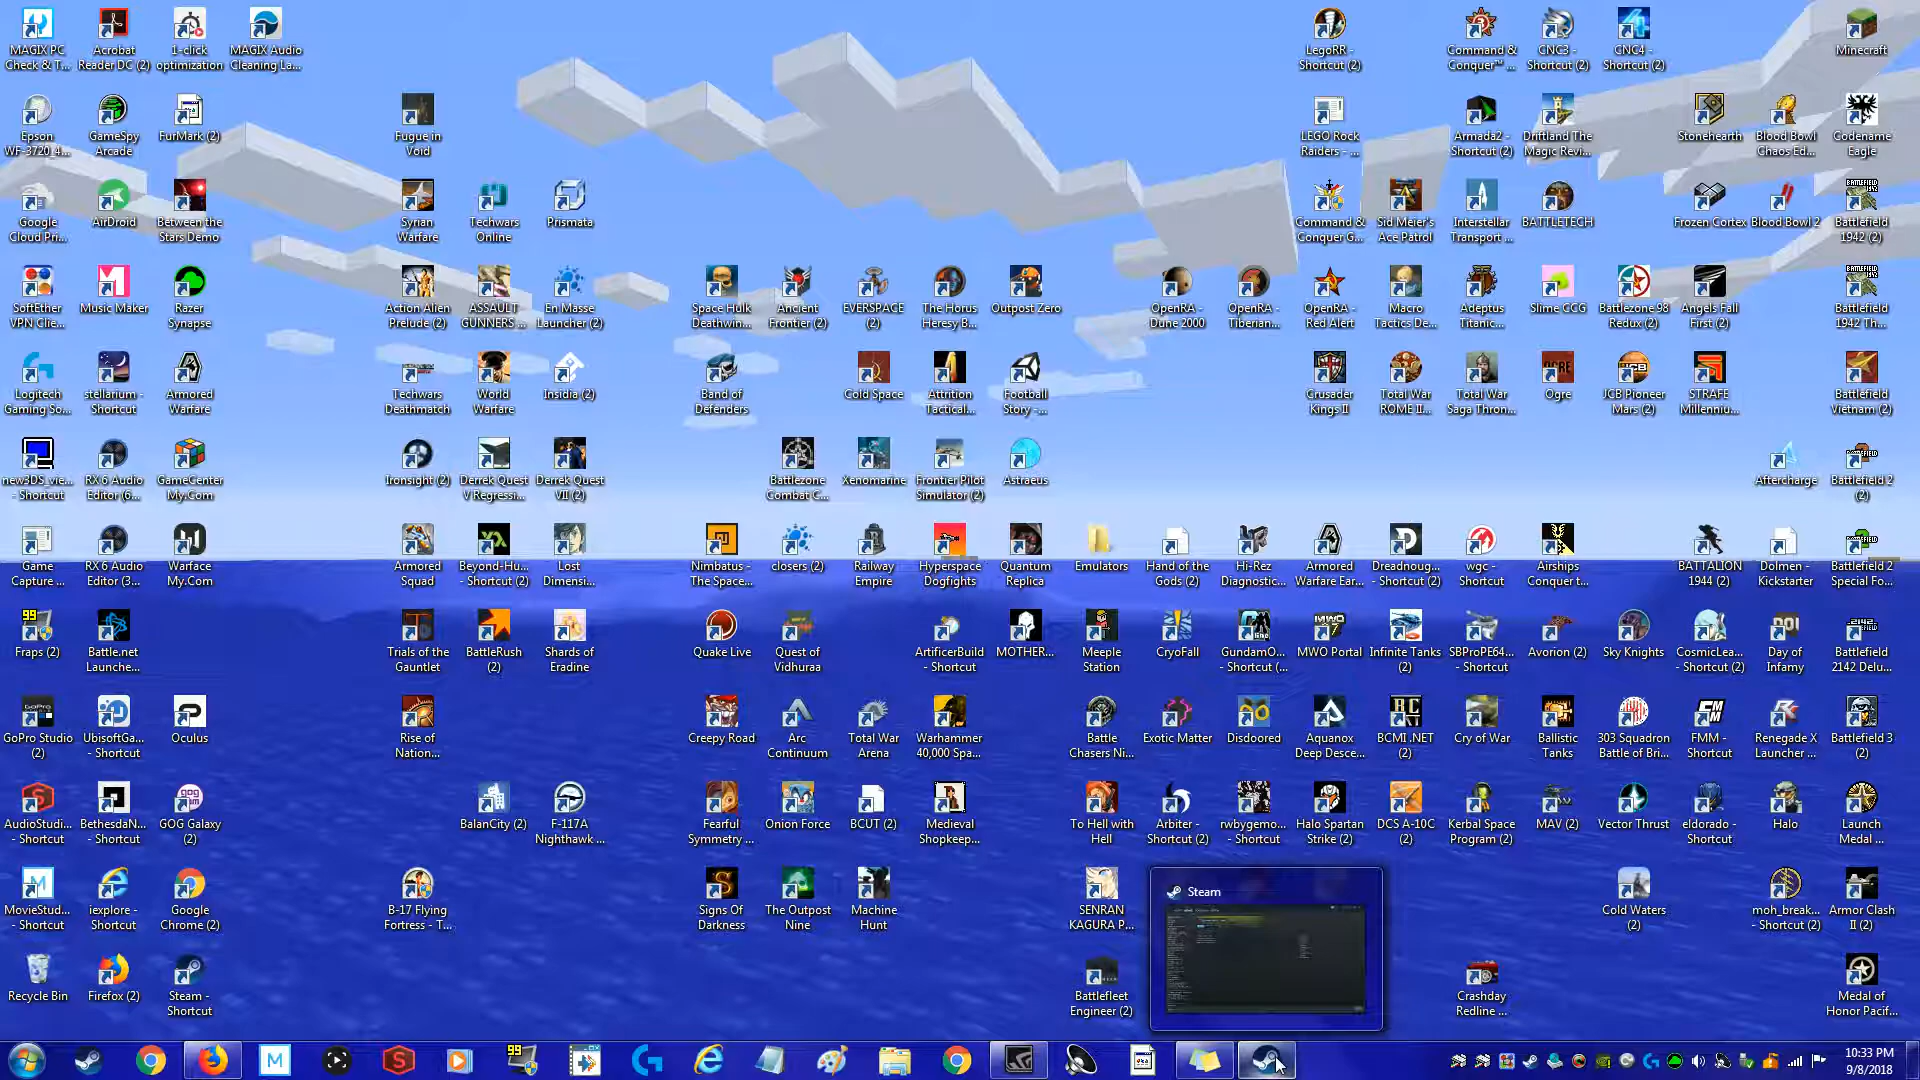 MAGIX PC
Check & T...
Acrobat
Reader DC (2)
1-click
optimization
MAGIX Audio
Cleaning La...
LegoRR -
Shortcut (2)
Command &
Conquer™ ...
CNC3 -
Shortcut (2)
CNC4 -
Shortcut (2)
Minecraft
Epson
WF-3720_4...
GameSpy
Arcade
FurMark (2)
Fugue in
Void
LEGO Rock
Raiders - ...
Armada2 -
Shortcut (2)
Driftland The
Magic Revi...
Stonehearth
Blood Bowl
Chaos Ed...
Codename
Eagle
Google
Cloud Pri...
AirDroid
Between the
Stars Demo
Syrian
Warfare
Techwars
Online
Prismata
Command &
Conquer G...
Sid Meier's
Ace Patrol
Interstellar
Transport ...
BATTLETECH
Frozen Cortex
Blood Bowl 2
Battlefield
1942 (2)
SoftEther
VPN Clie...
Music Maker
Razer
Synapse
Action Alien
Prelude (2)
ASSAULT
GUNNERS ...
En Masse
Launcher (2)
Space Hulk
Deathwin...
Ancient
Frontier (2)
EVERSPACE
(2)
The Horus
Heresy B...
Outpost Zero
OpenRA -
Dune 2000
OpenRA -
Tiberian...
OpenRA -
Red Alert
Macro
Tactics De...
Adeptus
Titanic...
Slime CCG
Battlezone 98
Redux (2)
Angels Fall
First (2)
Battlefield
1942 Th...
Logitech
Gaming So...
stellarium -
Shortcut
Armored
Warfare
Techwars
Deathmatch
World
Warfare
Insidia (2)
Band of
Defenders
Cold Space
Attrition
Tactical...
Football
Story -...
Crusader
Kings II
Total War
ROME II...
Total War
Saga Thron...
Ogre
JCB Pioneer
Mars (2)
STRAFE
Millenniu...
Battlefield
Vietnam (2)
new3DS_vie...
- Shortcut
RX 6 Audio
Editor (6...
GameCenter
My.Com
Ironsight (2)
Derrek Quest
V Regressi...
Derrek Quest
VII (2)
Battlezone
Combat C...
Xenomarine
Frontier Pilot
Simulator (2)
Astraeus
Aftercharge
Battlefield 2
(2)
Game
Capture ...
RX 6 Audio
Editor (3...
Warface
My.Com
Armored
Squad
Beyond-Hu...
- Shortcut (2)
Lost
Dimensi...
Nimbatus -
The Space...
closers (2)
Railway
Empire
Hyperspace
Dogfights
Quantum
Replica
Emulators
Hand of the
Gods (2)
Hi-Rez
Diagnostic...
Armored
Warfare Ear...
Dreadnoug...
- Shortcut (2)
wgc -
Shortcut
Airships
Conquer t...
BATTALION
1944 (2)
Dolmen -
Kickstarter
Battlefield 2
Special Fo...
Fraps (2)
Battle.net
Launche...
Trials of the
Gauntlet
BattleRush
(2)
Shards of
Eradine
Quake Live
Quest of
Vidhuraa
ArtificerBuild
- Shortcut
MOTHER...
Meeple
Station
CryoFall
GundamO...
- Shortcut (...
MWO Portal
Infinite Tanks
(2)
SBProPE64...
- Shortcut
Avorion (2)
Sky Knights
CosmicLea...
- Shortcut (2)
Day of
Infamy
Battlefield
2142 Delu...
GoPro Studio
(2)
UbisoftGa...
- Shortcut
Oculus
Rise of
Nation...
Creepy Road
Arc
Continuum
Total War
Arena
Warhammer
40,000 Spa...
Battle
Chasers Ni...
Exotic Matter
Disdoored
Aquanox
Deep Desce...
BCMI .NET
(2)
Cry of War
Ballistic
Tanks
303 Squadron
Battle of Bri...
FMM -
Shortcut
Renegade X
Launcher ...
Battlefield 3
(2)
AudioStudi...
- Shortcut
BethesdaN...
- Shortcut
GOG Galaxy
(2)
BalanCity (2)
F-117A
Nighthawk ...
Fearful
Symmetry ...
Onion Force
BCUT (2)
Medieval
Shopkeep...
To Hell with
Hell
Arbiter -
Shortcut (2)
rwbygemo...
- Shortcut
Halo Spartan
Strike (2)
DCS A-10C
(2)
Kerbal Space
Program (2)
MAV (2)
Vector Thrust
eldorado -
Shortcut
Halo
Launch
Medal ...
MovieStud...
- Shortcut
iexplore -
Shortcut
Google
Chrome (2)
B-17 Flying
Fortress - T...
Signs Of
Darkness
The Outpost
Nine
Machine
Hunt
SENRAN
KAGURA P...
Steam
Cold Waters
(2)
moh_break...
- Shortcut (2)
Armor Clash
II (2)
Recycle Bin
Firefox (2)
Steam -
Shortcut
Battlefleet
Engineer (2)
Crashday
Redline ...
Medal of
Honor Pacif...
10:33 PM
9/8/2018